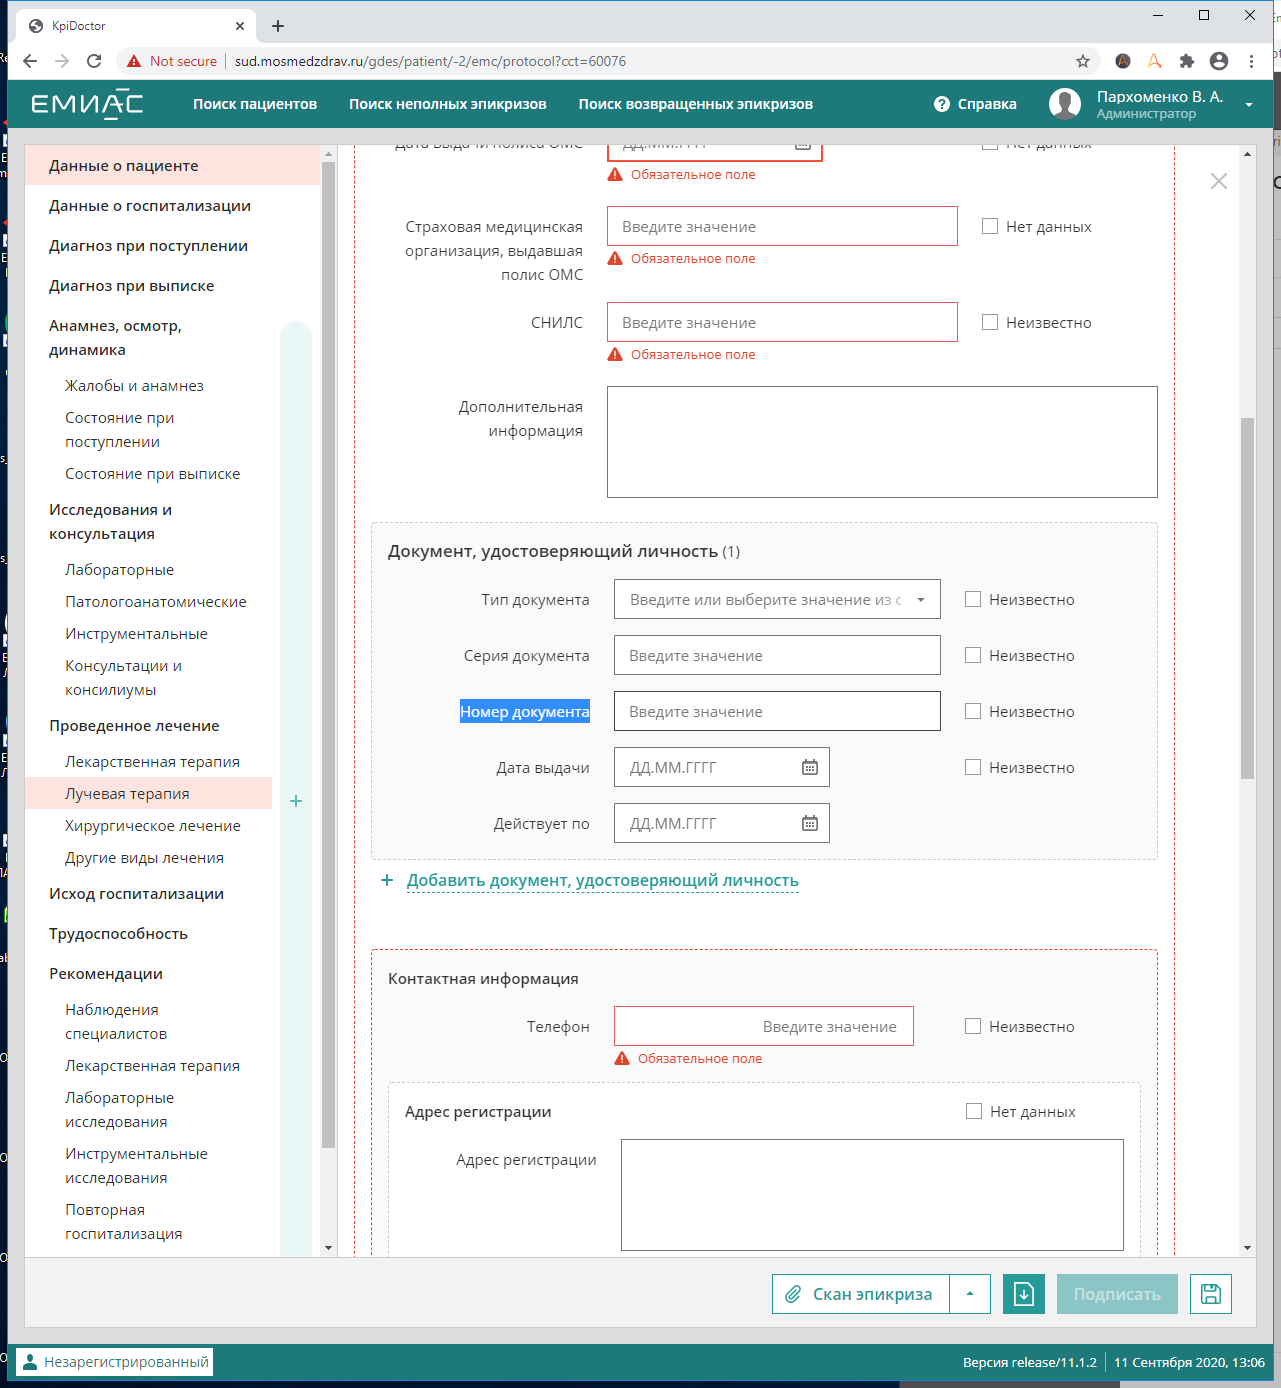 KpiDoctor
Not secure
sud.mosmedzdrav.ru/gdes/patient/-2/emc/protocol?cct=60076
ЕМИАС
Поиск пациентов
Поиск неполных эпикризов
Поиск возвращенных эпикризов
Справка
Пархоменко В. А.
Администратор
Данные о пациенте
Данные о госпитализации
Диагноз при поступлении
Диагноз при выписке
Анамнез, осмотр,
динамика
Жалобы и анамнез
Состояние при
поступлении
Состояние при выписке
Исследования и
консультация
Лабораторные
Патологоанатомические
Инструментальные
Консультации и
консилиумы
Проведенное лечение
Лекарственная терапия
Лучевая терапия
Хирургическое лечение
Другие виды лечения
Исход госпитализации
Трудоспособность
Рекомендации
Наблюдения
специалистов
Лекарственная терапия
Лабораторные
исследования
Инструментальные
исследования
Повторная
госпитализация
Дата выдачи полиса ОМС
ДД.ММ.ГГГГ
Нет данных
Обязательное поле
Страховая медицинская
организация, выдавшая
полис ОМС
Введите значение
Нет данных
Обязательное поле
СНИЛС
Введите значение
Неизвестно
Обязательное поле
Дополнительная
информация
Документ, удостоверяющий личность (1)
Тип документа
Введите или выберите значение из с
Неизвестно
Серия документа
Введите значение
Неизвестно
Номер документа
Введите значение
Неизвестно
Дата выдачи
ДД.ММ.ГГГГ
Неизвестно
Действует по
ДД.ММ.ГГГГ
+ Добавить документ, удостоверяющий личность
Контактная информация
Телефон
Введите значение
Неизвестно
Обязательное поле
Адрес регистрации
Нет данных
Адрес регистрации
Скан эпикриза
Подписать
Незарегистрированный
Версия release/11.1.2
11 Сентября 2020, 13:06